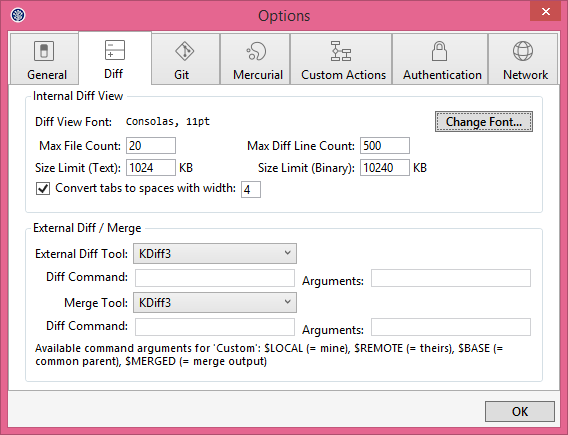 Options
General
Diff
Git
Mercurial
Custom Actions
Authentication
Network
Internal Diff View
Diff View Font: Consolas, 11pt
Change Font...
Max File Count: 20
Max Diff Line Count: 500
Size Limit (Text): 1024 KB
Size Limit (Binary): 10240 KB
Convert tabs to spaces with width: 4
External Diff / Merge
External Diff Tool: KDiff3
Diff Command:
Arguments:
Merge Tool: KDiff3
Diff Command:
Arguments:
Available command arguments for 'Custom': $LOCAL (= mine), $REMOTE (= theirs), $BASE (=
common parent), $MERGED (= merge output)
OK